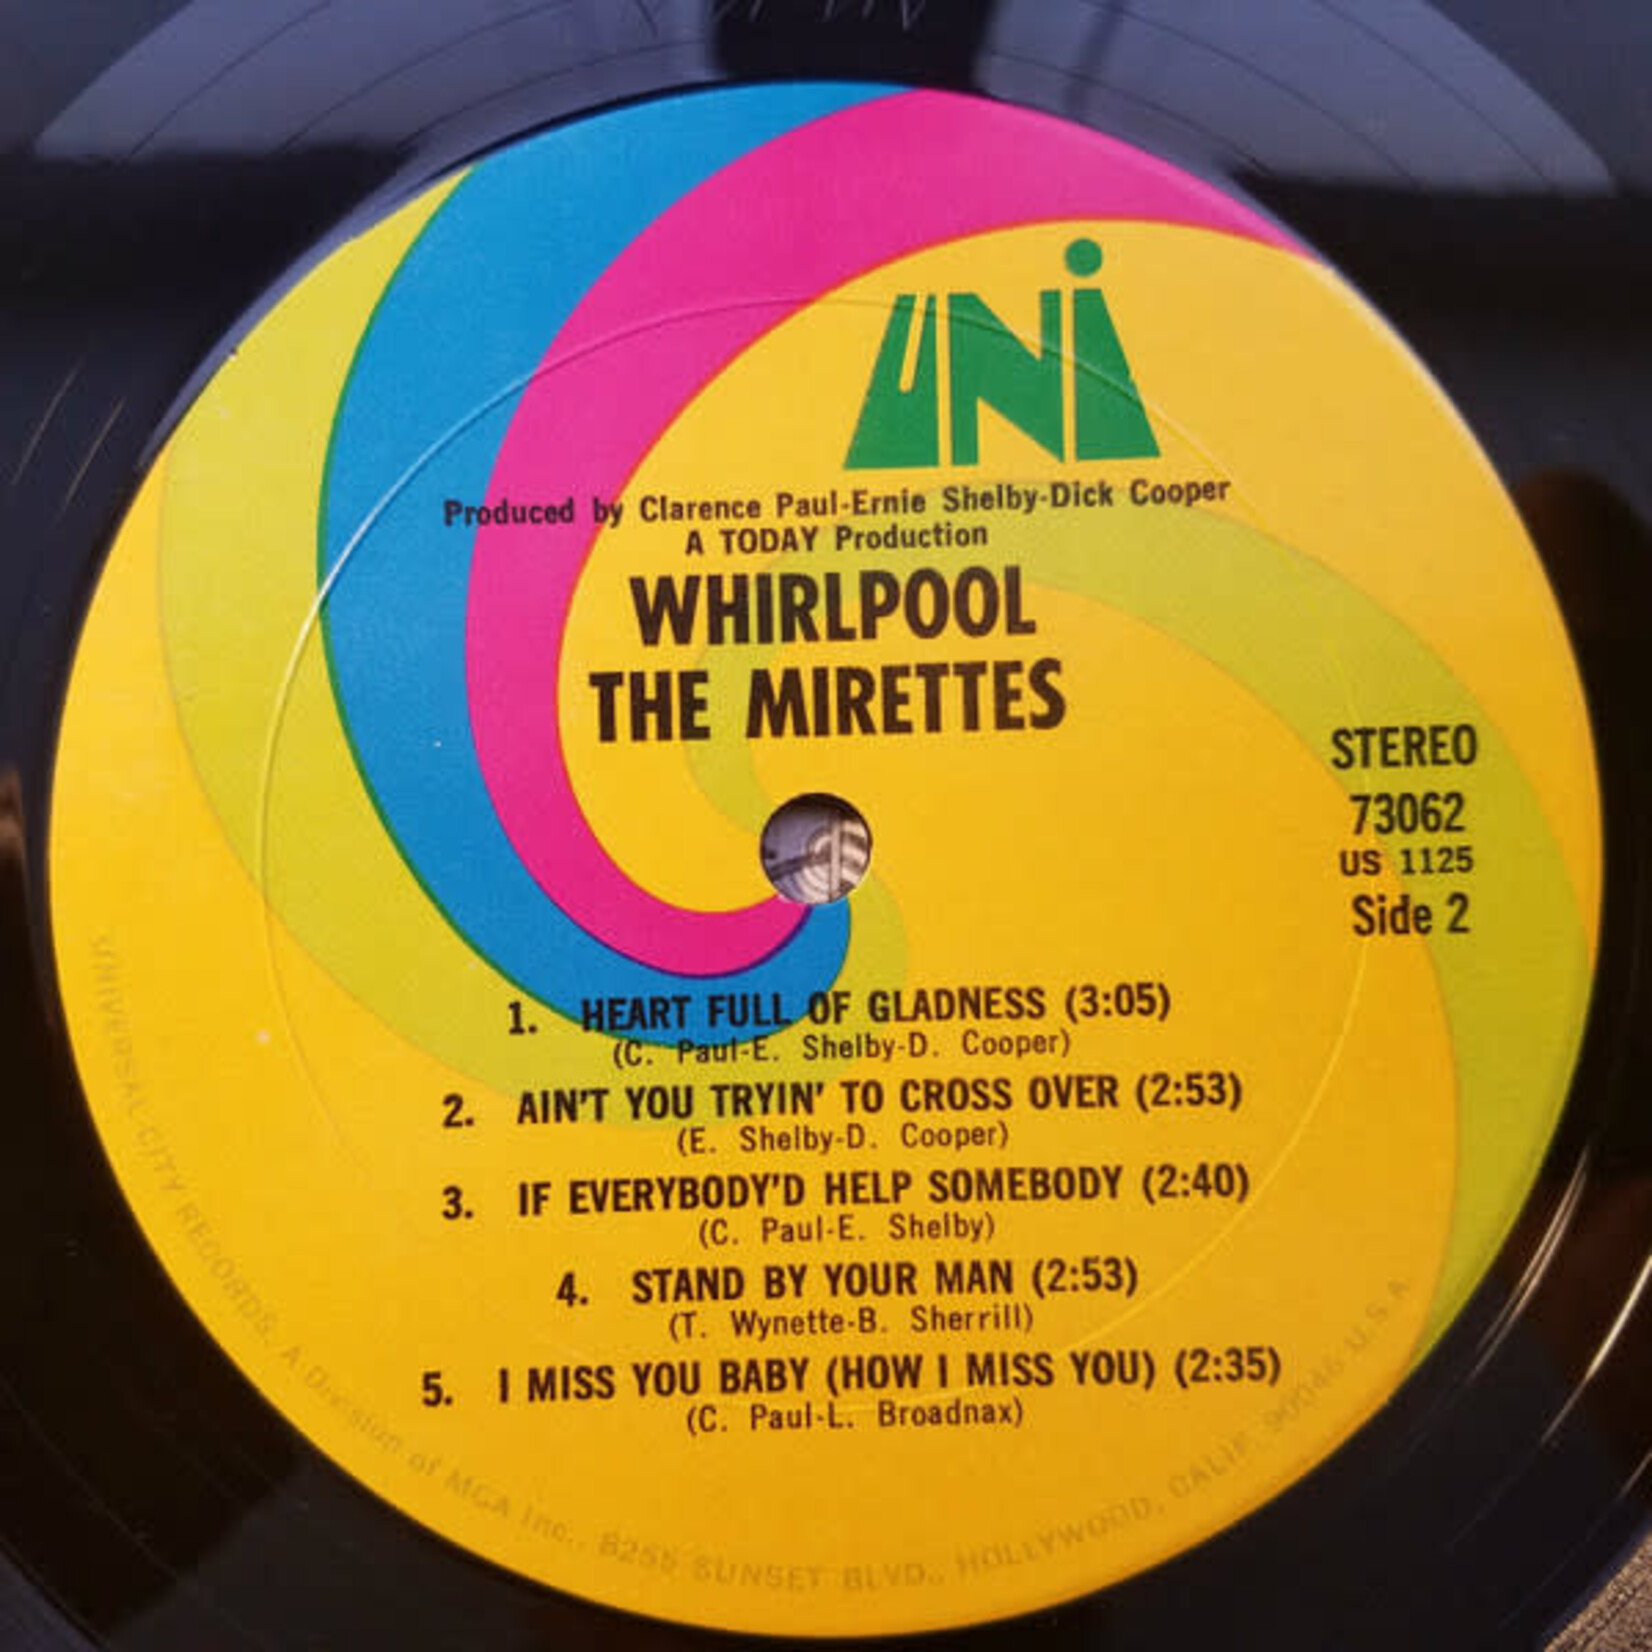 UNI
Produced by Clarence Paul-Ernie Shelby-Dick Cooper
A TODAY Production
WHIRLPOOL
THE MIRETTES
STEREO
73062
US 1125
Side 2
1. HEART FULL OF GLADNESS (3:05)
(C. Paul-E. Shelby-D. Cooper)
2. AIN'T YOU TRYIN' TO CROSS OVER (2:53)
(E. Shelby-D. Cooper)
3. IF EVERYBODY'D HELP SOMEBODY (2:40)
(C. Paul-E. Shelby)
4. STAND BY YOUR MAN (2:53)
(T. Wynette-B. Sherrill)
5. I MISS YOU BABY (HOW I MISS YOU) (2:35)
(C. Paul-L. Broadnax)
UNIVERSAL CITY RECORDS, A Division of MCA Inc., 8255 SUNSET BLVD., HOLLYWOOD, CALIF. 90046 U.S.A.